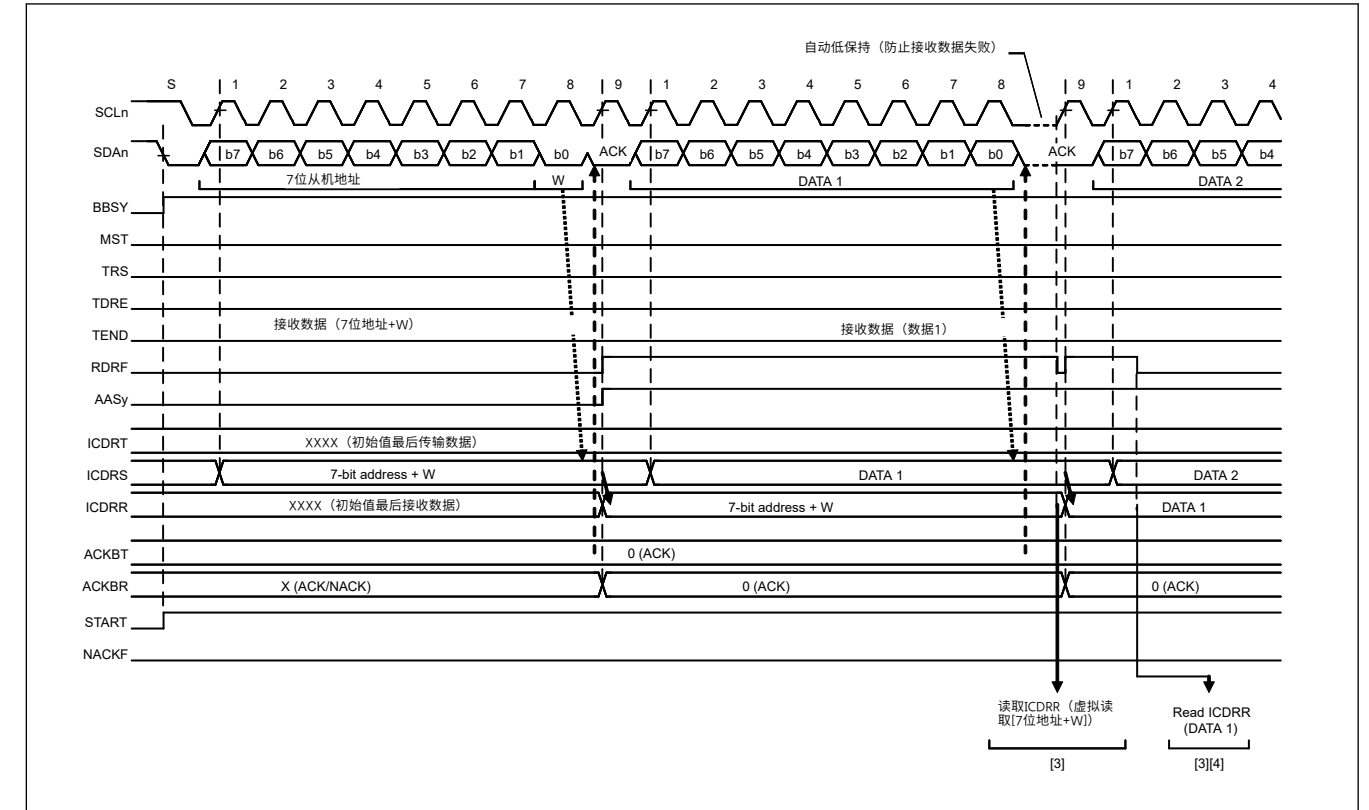 自动低保持（防止接收数据失败）
S 1 2 3 4 5 6 7 8 9 1 2 3 4 5 6 7 8 9 1 2 3 4
SCLn
SDAn b7 b6 b5 b4 b3 b2 b1 b0 ACK b7 b6 b5 b4 b3 b2 b1 b0 ACK b7 b6 b5 b4
7位从机地址 W DATA 1 DATA 2
BBSY
MST
TRS
TDRE
接收数据（7位地址+W） 接收数据（数据1）
TEND
RDRF
AASy
ICDRT XXXX（初始值最后传输数据）
ICDRS 7-bit address + W DATA 1 DATA 2
ICDRR XXXX（初始值最后接收数据） 7-bit address + W DATA 1
ACKBT 0 (ACK)
ACKBR X (ACK/NACK) 0 (ACK) 0 (ACK)
START
NACKF
读取ICDRR（虚拟读
取[7位地址+W]）
Read ICDRR
(DATA 1)
[3] [3][4]